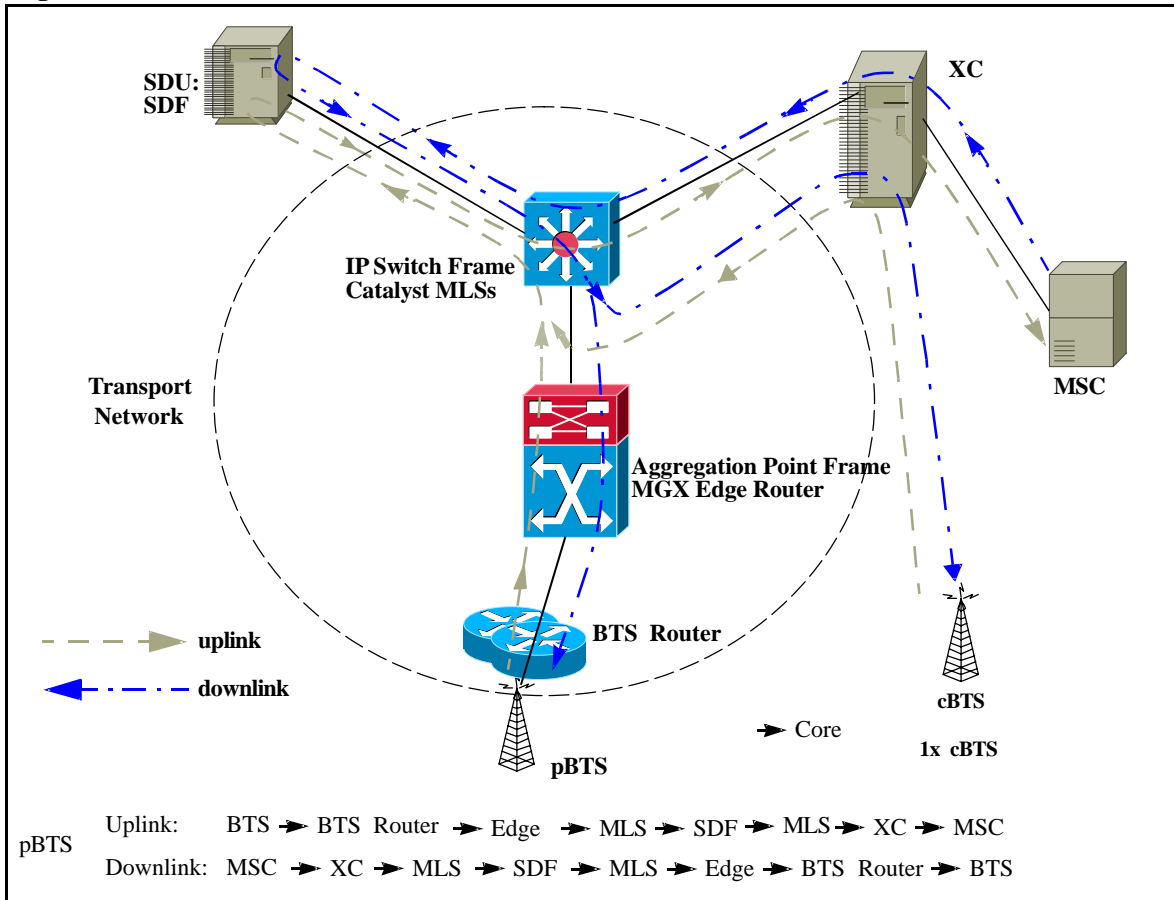 SDU:
SDF
XC
IP Switch Frame
Catalyst MLSs
MSC
Transport
Network
Aggregation Point Frame
MGX Edge Router
BTS Router
uplink
downlink
cBTS
Core
1x cBTS
pBTS
pBTS
Uplink: BTS BTS Router Edge MLS SDF MLS XC MSC
Downlink: MSC XC MLS SDF MLS Edge BTS Router BTS